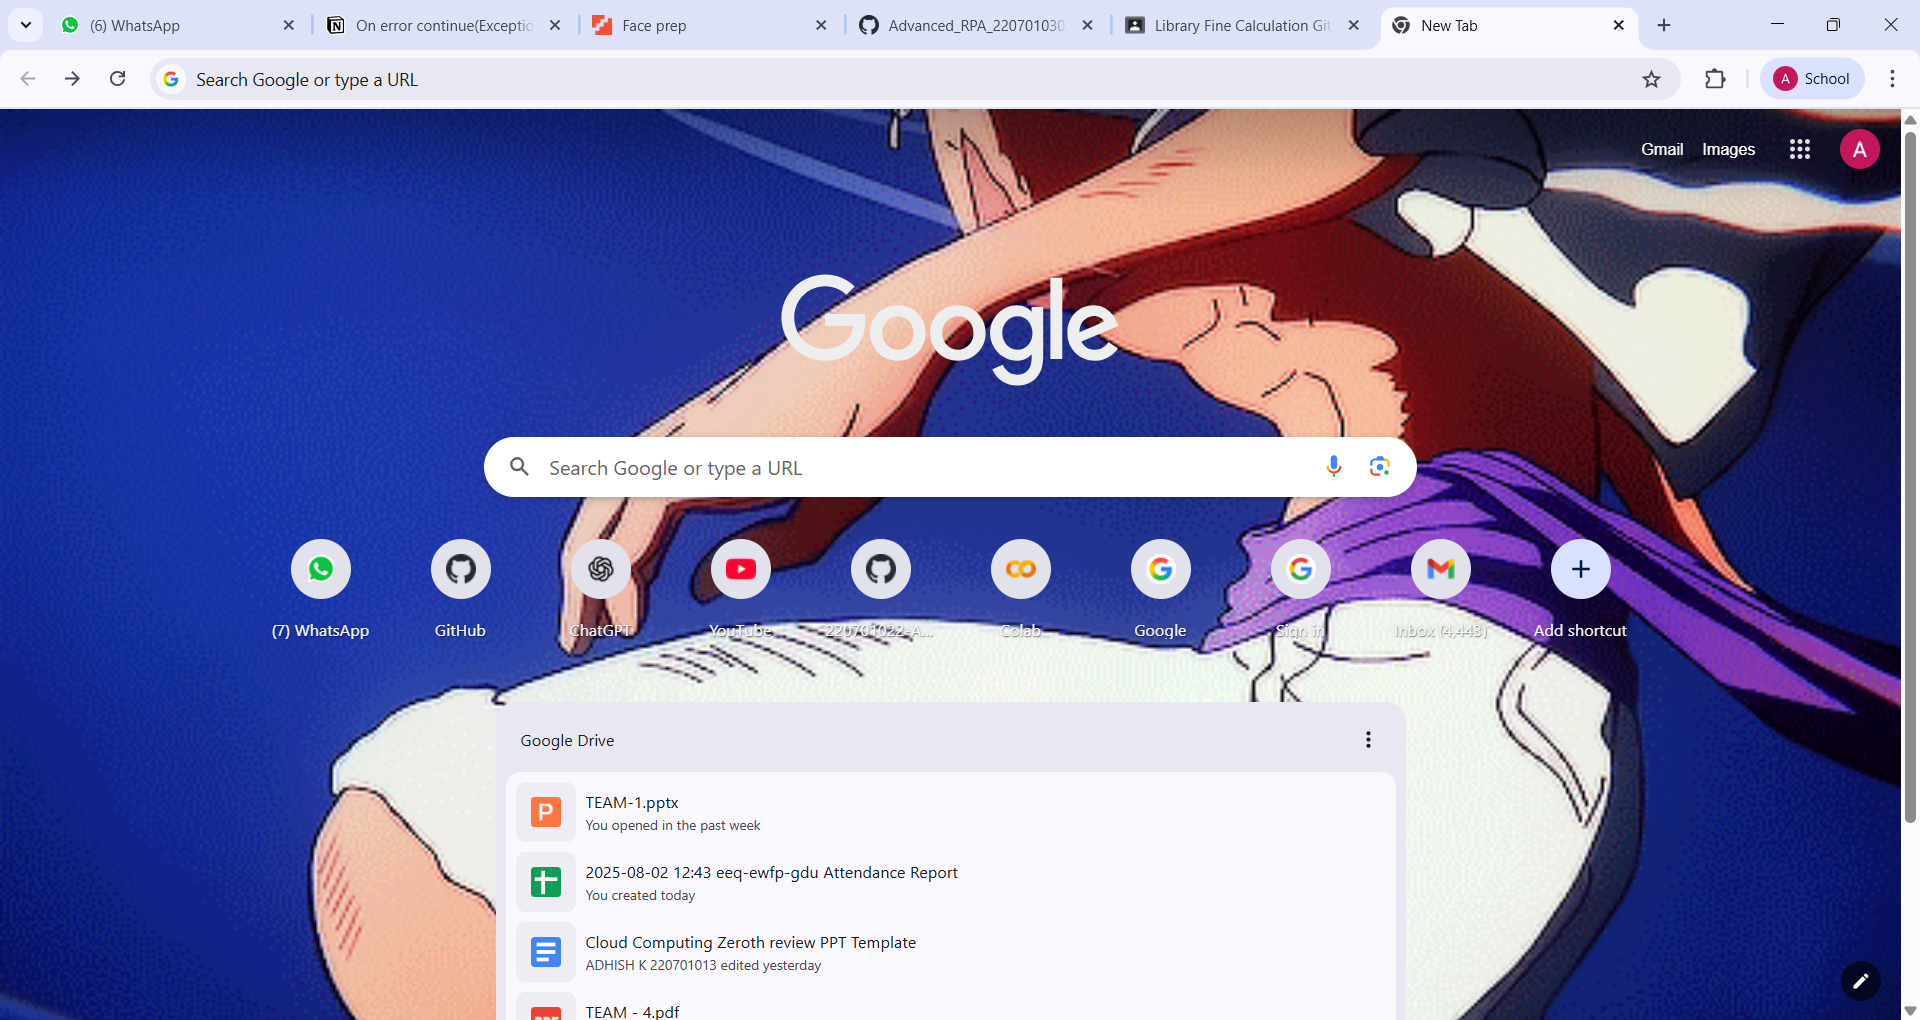 (6) WhatsApp
On error continue(Exceptio
Face prep
Advanced_RPA_220701030
Library Fine Calculation Git
New Tab
Search Google or type a URL
A School
Gmail Images A
Google
Search Google or type a URL
(7) WhatsApp
GitHub
ChatGPT
YouTube
220701022-A...
Colab
Google
Sign in
Inbox (4,443)
Add shortcut
Google Drive
TEAM-1.pptx
You opened in the past week
2025-08-02 12:43 eeq-ewfp-gdu Attendance Report
You created today
Cloud Computing Zeroth review PPT Template
ADHISH K 220701013 edited yesterday
TEAM - 4.pdf